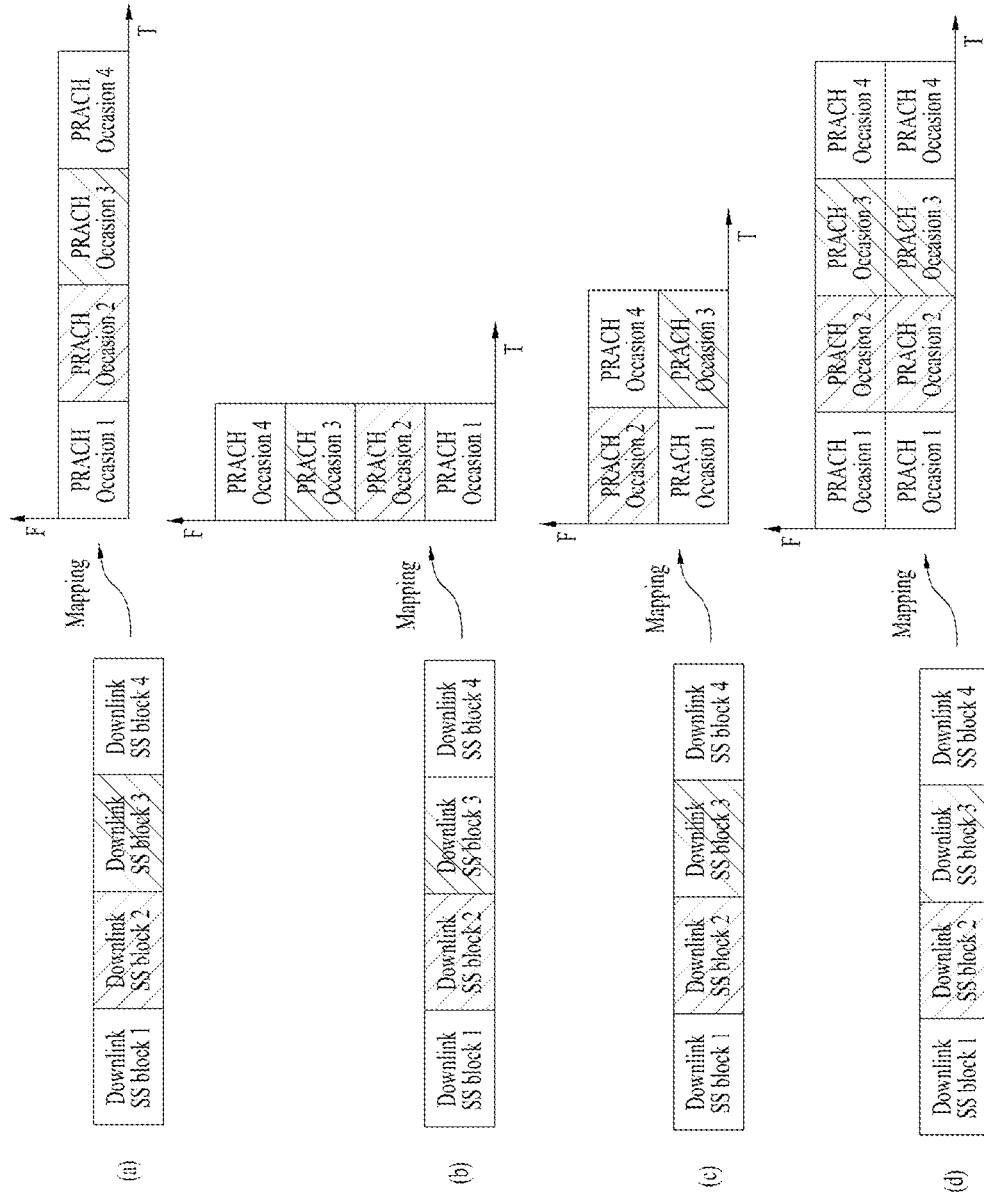 (a)
Downlink
SS block 1
Downlink
SS block 2
Downlink
SS block 3
Downlink
SS block 4
Mapping
F
PRACH
Occasion 1
PRACH
Occasion 2
PRACH
Occasion 3
PRACH
Occasion 4
T
(b)
Downlink
SS block 1
Downlink
SS block 2
Downlink
SS block 3
Downlink
SS block 4
Mapping
F
PRACH
Occasion 4
PRACH
Occasion 3
PRACH
Occasion 2
PRACH
Occasion 1
T
(c)
Downlink
SS block 1
Downlink
SS block 2
Downlink
SS block 3
Downlink
SS block 4
Mapping
F
PRACH
Occasion 2
PRACH
Occasion 4
PRACH
Occasion 1
PRACH
Occasion 3
T
(d)
Downlink
SS block 1
Downlink
SS block 2
Downlink
SS block 3
Downlink
SS block 4
Mapping
F
PRACH
Occasion 1
PRACH
Occasion 2
PRACH
Occasion 3
PRACH
Occasion 4
PRACH
Occasion 1
PRACH
Occasion 2
PRACH
Occasion 3
PRACH
Occasion 4
T